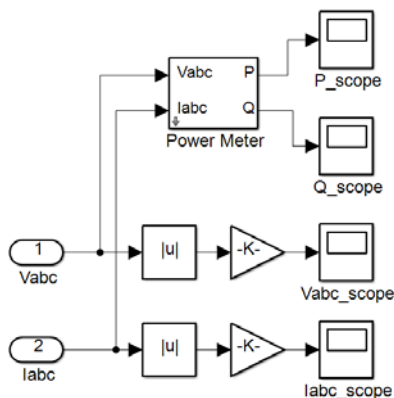 Vabc P
Iabc Q
Power Meter
P_scope
Q_scope
1
Vabc
|u|
-K-
Vabc_scope
2
Iabc
|u|
-K-
Iabc_scope